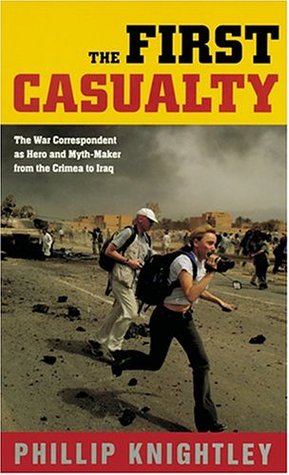 THE FIRST
CASUALTY
The War Correspondent
as Hero and Myth-Maker
from the Crimea to Iraq
PHILLIP KNIGHTLEY